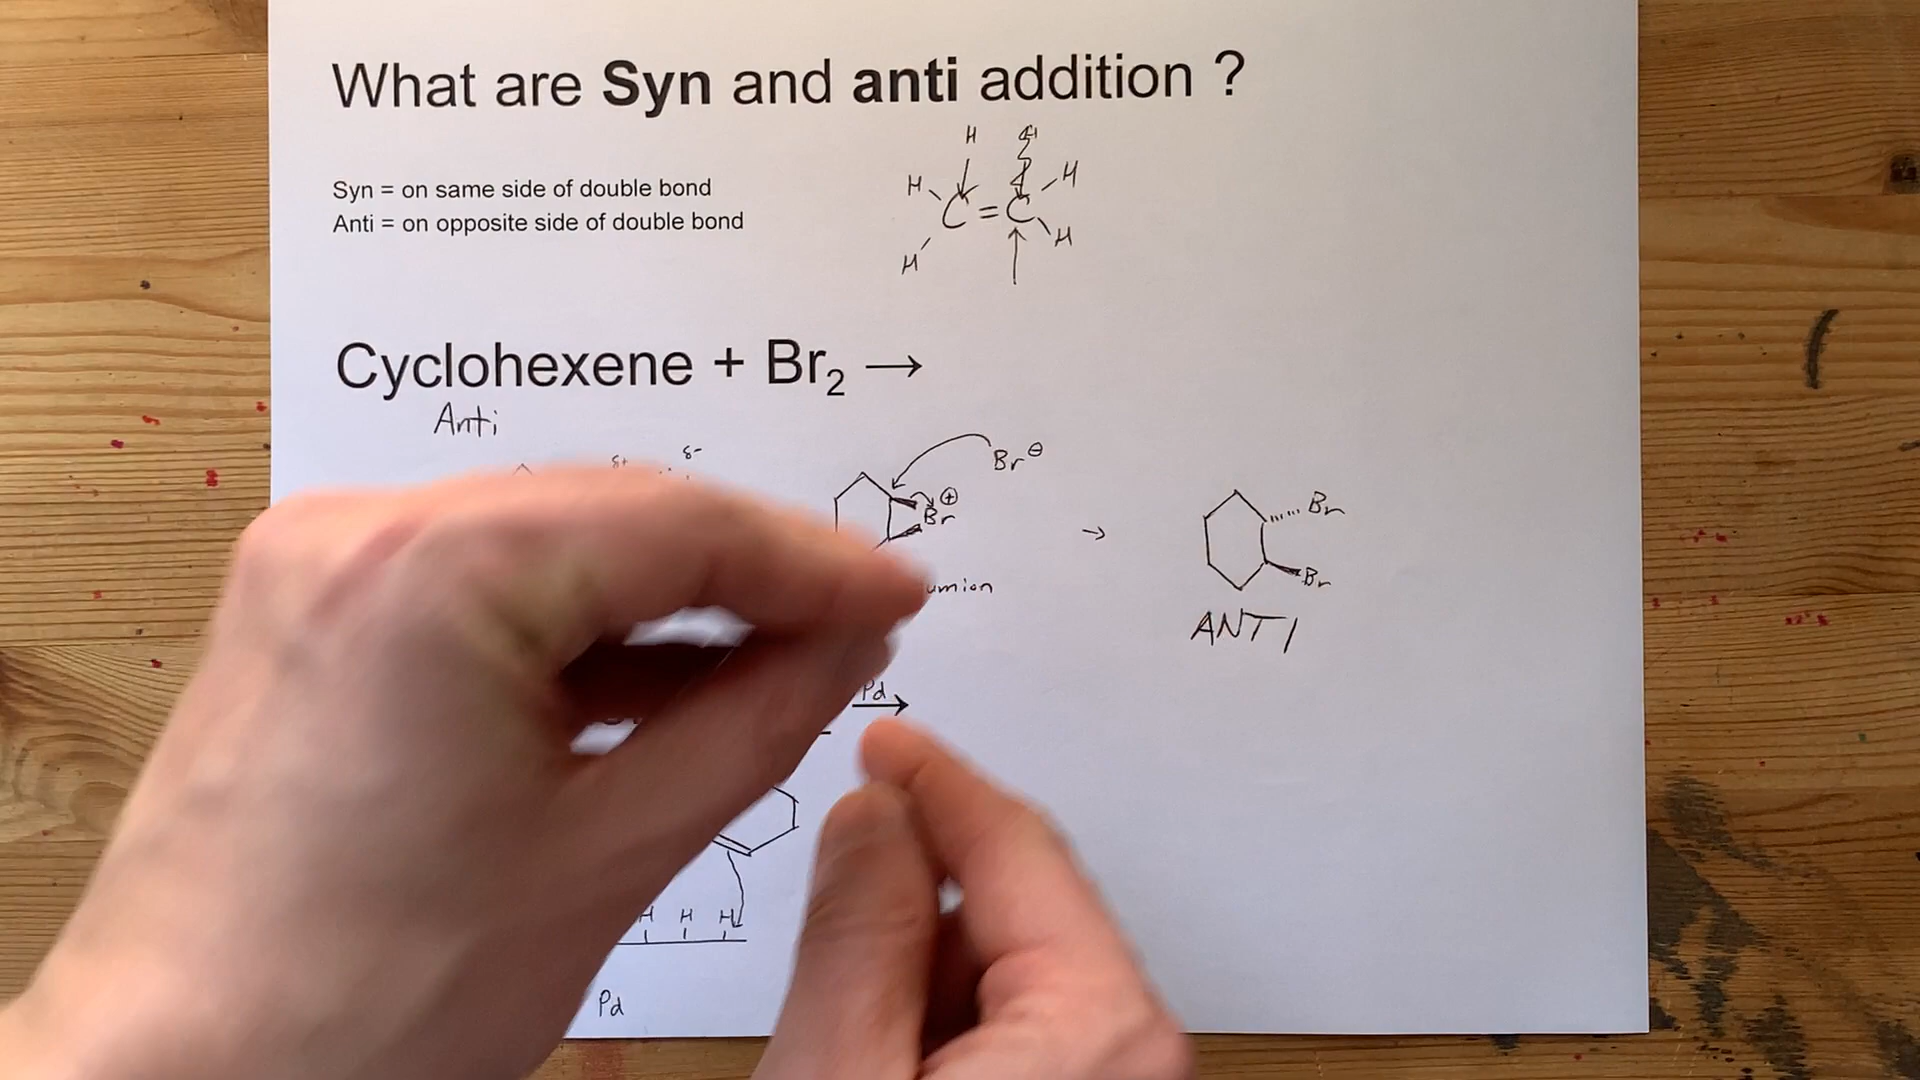 What are Syn and anti addition ?
H
H
H
Syn = on same side of double bond
Anti = on opposite side of double bond
C = C
H
H
Cyclohexene + Br₂ →
Anti
δ+ δ-
Br⊖
⊕
Br
→
Br
Br
ANTI
Pd
→
H H H
Pd